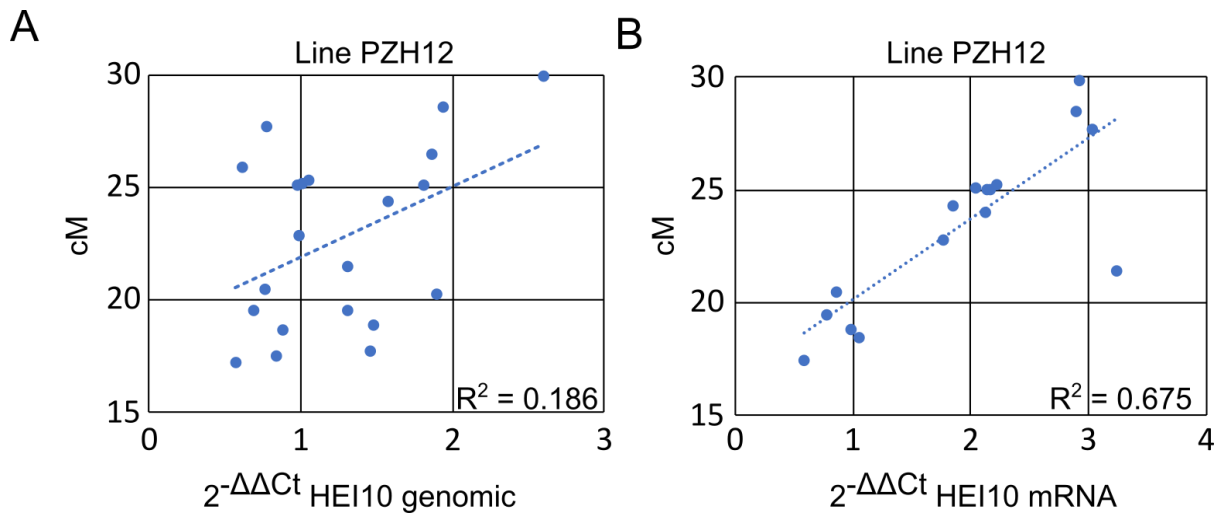 A
Line PZH12
30
25
20
15
cM
R² = 0.186
0 1 2 3
2^-ΔΔCt HEI10 genomic
B
Line PZH12
30
25
20
15
cM
R² = 0.675
0 1 2 3 4
2^-ΔΔCt HEI10 mRNA